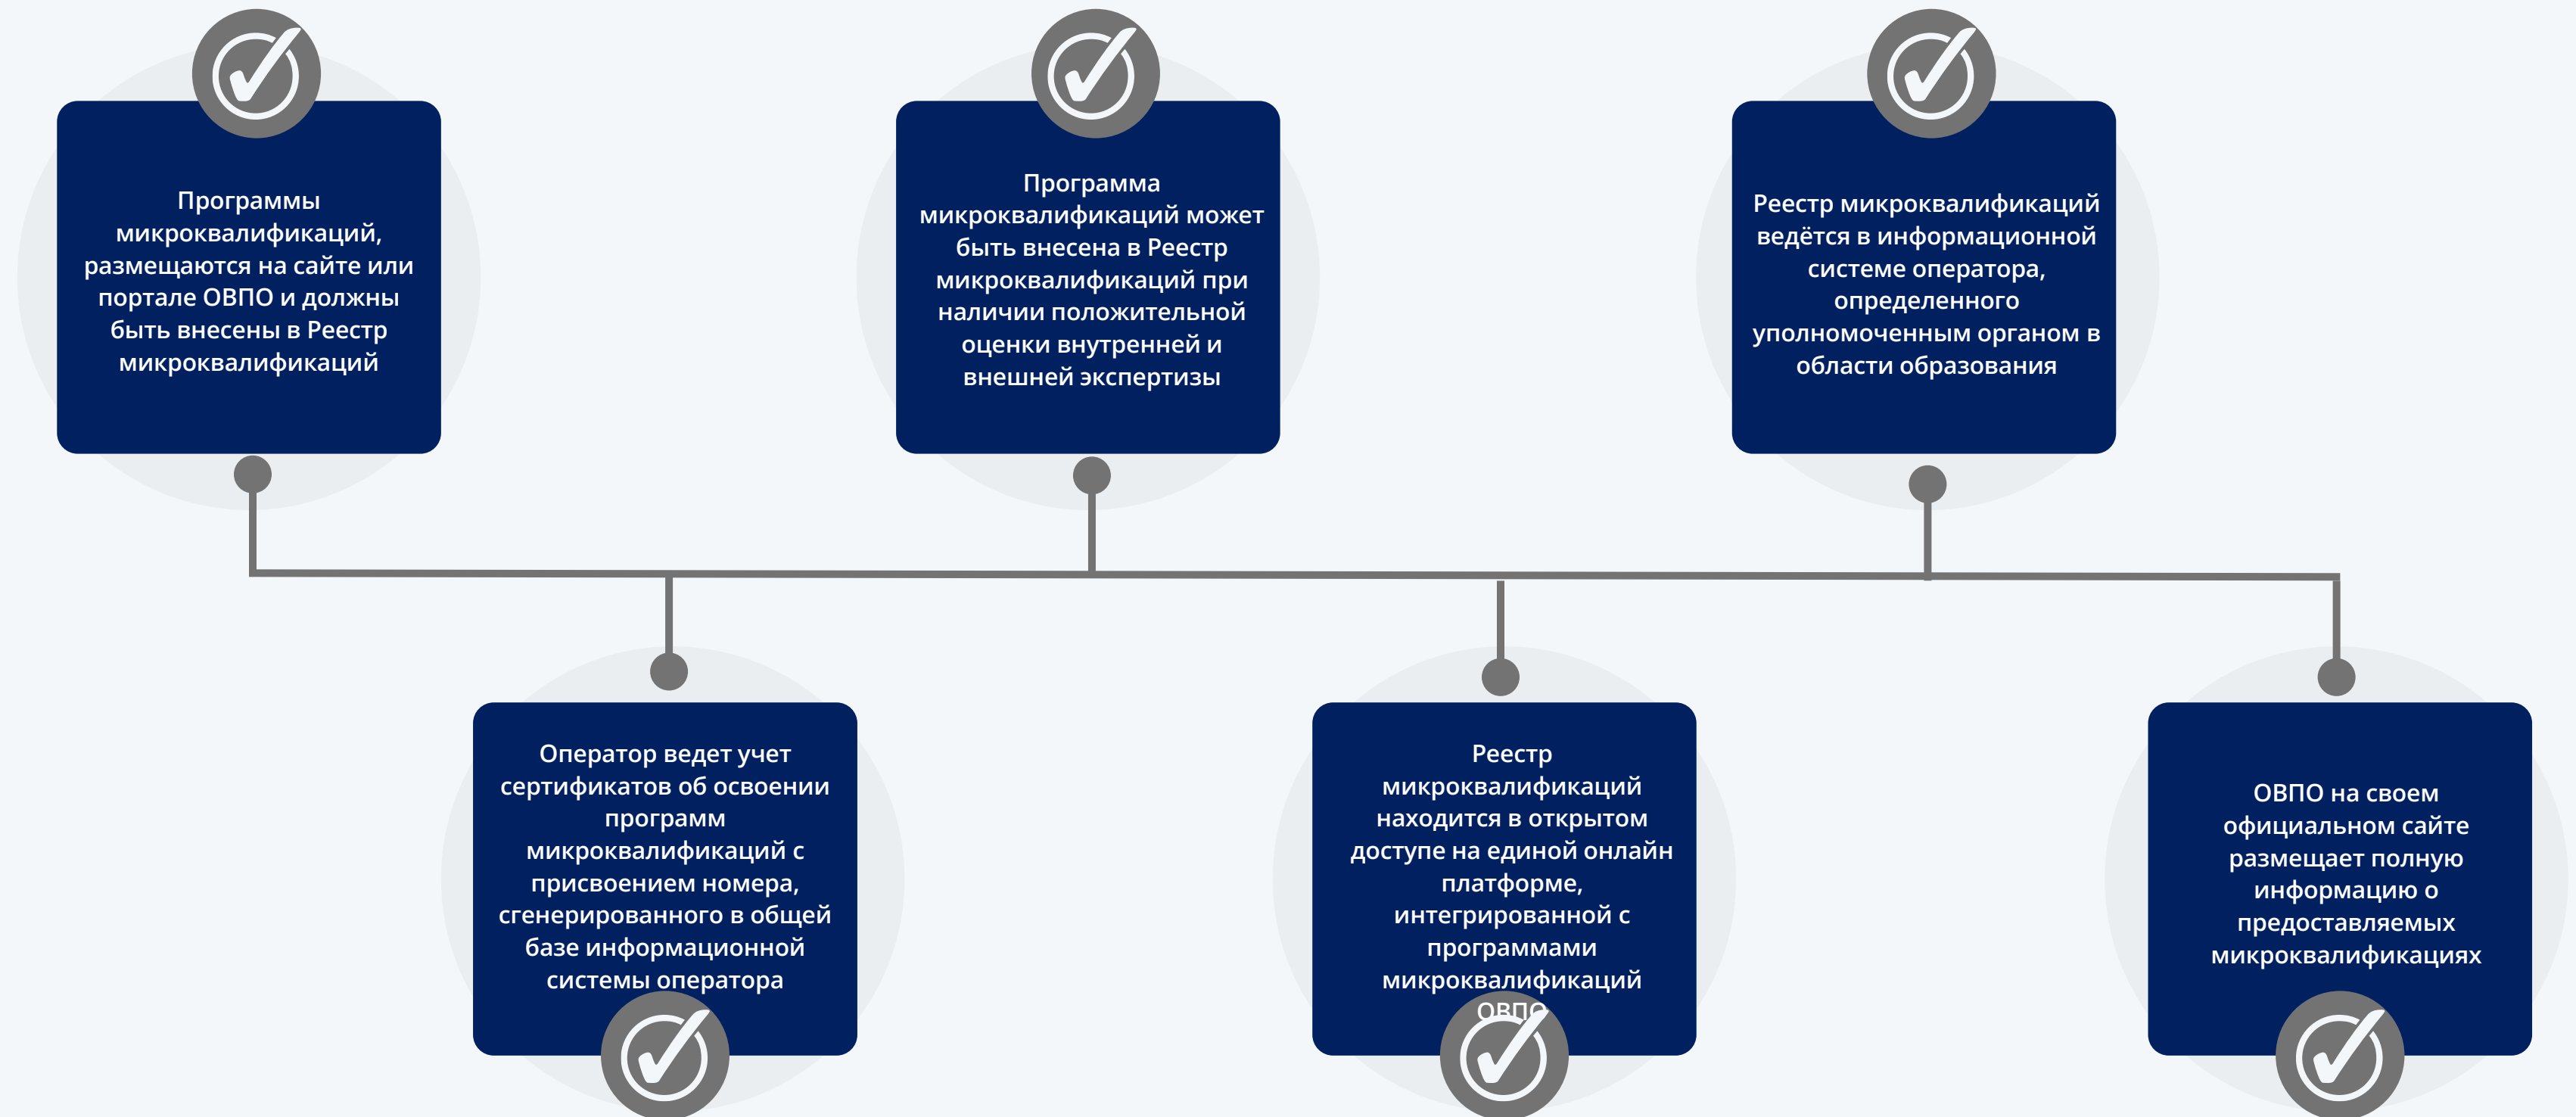 Программы
микроквалификаций,
размещаются на сайте или
портале ОВПО и должны
быть внесены в Реестр
микроквалификаций
Программа
микроквалификаций может
быть внесена в Реестр
микроквалификаций при
наличии положительной
оценки внутренней и
внешней экспертизы
Реестр микроквалификаций
ведётся в информационной
системе оператора,
определенного
уполномоченным органом в
области образования
Оператор ведет учет
сертификатов об освоении
программ
микроквалификаций с
присвоением номера,
сгенерированного в общей
базе информационной
системы оператора
Реестр
микроквалификаций
находится в открытом
доступе на единой онлайн
платформе,
интегрированной с
программами
микроквалификаций
ОВПО
ОВПО на своем
официальном сайте
размещает полную
информацию о
предоставляемых
микроквалификациях